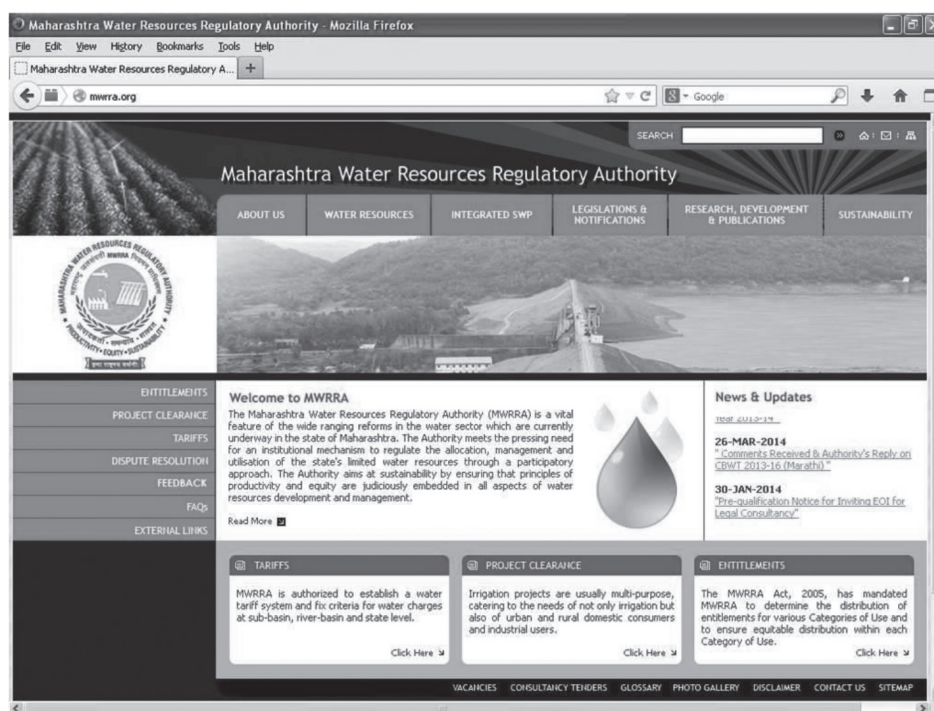 Maharashtra Water Resources Regulatory Authority - Mozilla Firefox
File Edit View History Bookmarks Tools Help
Maharashtra Water Resources Regulatory A... +
mwrra.org
Google
SEARCH
Maharashtra Water Resources Regulatory Authority
ABOUT US
WATER RESOURCES
INTEGRATED SWP
LEGISLATIONS &
NOTIFICATIONS
RESEARCH, DEVELOPMENT
& PUBLICATIONS
SUSTAINABILITY
MAHARASHTRA WATER RESOURCES REGULATORY AUTHORITY
MWRRA
PRODUCTIVITY • EQUITY • SUSTAINABILITY
ENTITLEMENTS
PROJECT CLEARANCE
TARIFFS
DISPUTE RESOLUTION
FEEDBACK
FAQs
EXTERNAL LINKS
Welcome to MWRRA
The Maharashtra Water Resources Regulatory Authority (MWRRA) is a vital
feature of the wide ranging reforms in the water sector which are currently
underway in the state of Maharashtra. The Authority meets the pressing need
for an institutional mechanism to regulate the allocation, management and
utilisation of the state's limited water resources through a participatory
approach. The Authority aims at sustainability by ensuring that principles of
productivity and equity are judiciously embedded in all aspects of water
resources development and management.
Read More
News & Updates
Year 2013-14
26-MAR-2014
" Comments Received & Authority's Reply on
CBWT 2013-16 (Marathi) "
30-JAN-2014
"Pre-qualification Notice for Inviting EOI for
Legal Consultancy"
TARIFFS
MWRRA is authorized to establish a water
tariff system and fix criteria for water charges
at sub-basin, river-basin and state level.
Click Here
PROJECT CLEARANCE
Irrigation projects are usually multi-purpose,
catering to the needs of not only irrigation but
also of urban and rural domestic consumers
and industrial users.
Click Here
ENTITLEMENTS
The MWRRA Act, 2005, has mandated
MWRRA to determine the distribution of
entitlements for various Categories of Use and
to ensure equitable distribution within each
Category of Use.
Click Here
VACANCIES CONSULTANCY TENDERS GLOSSARY PHOTO GALLERY DISCLAIMER CONTACT US SITEMAP